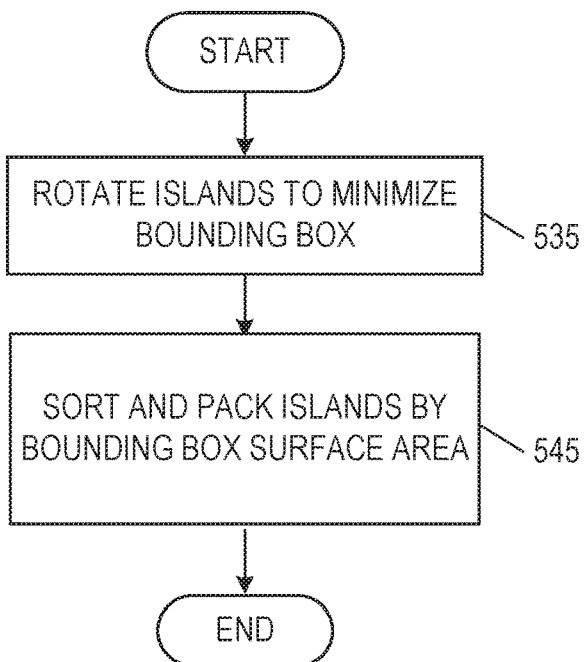 START
ROTATE ISLANDS TO MINIMIZE
BOUNDING BOX
535
SORT AND PACK ISLANDS BY
BOUNDING BOX SURFACE AREA
545
END